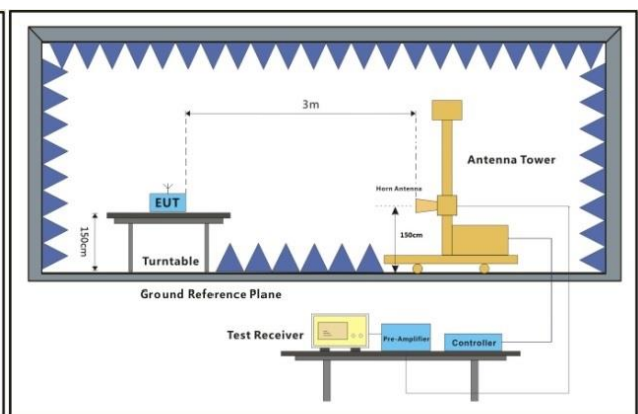 3m
Antenna Tower
Horn Antenna
EUT
150cm
150cm
Turntable
Ground Reference Plane
Test Receiver
Pre-Amplifier
Controller